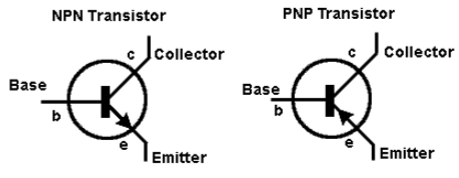 NPN Transistor
c
Collector
Base
b
e
Emitter
PNP Transistor
c
Collector
Base
b
e
Emitter